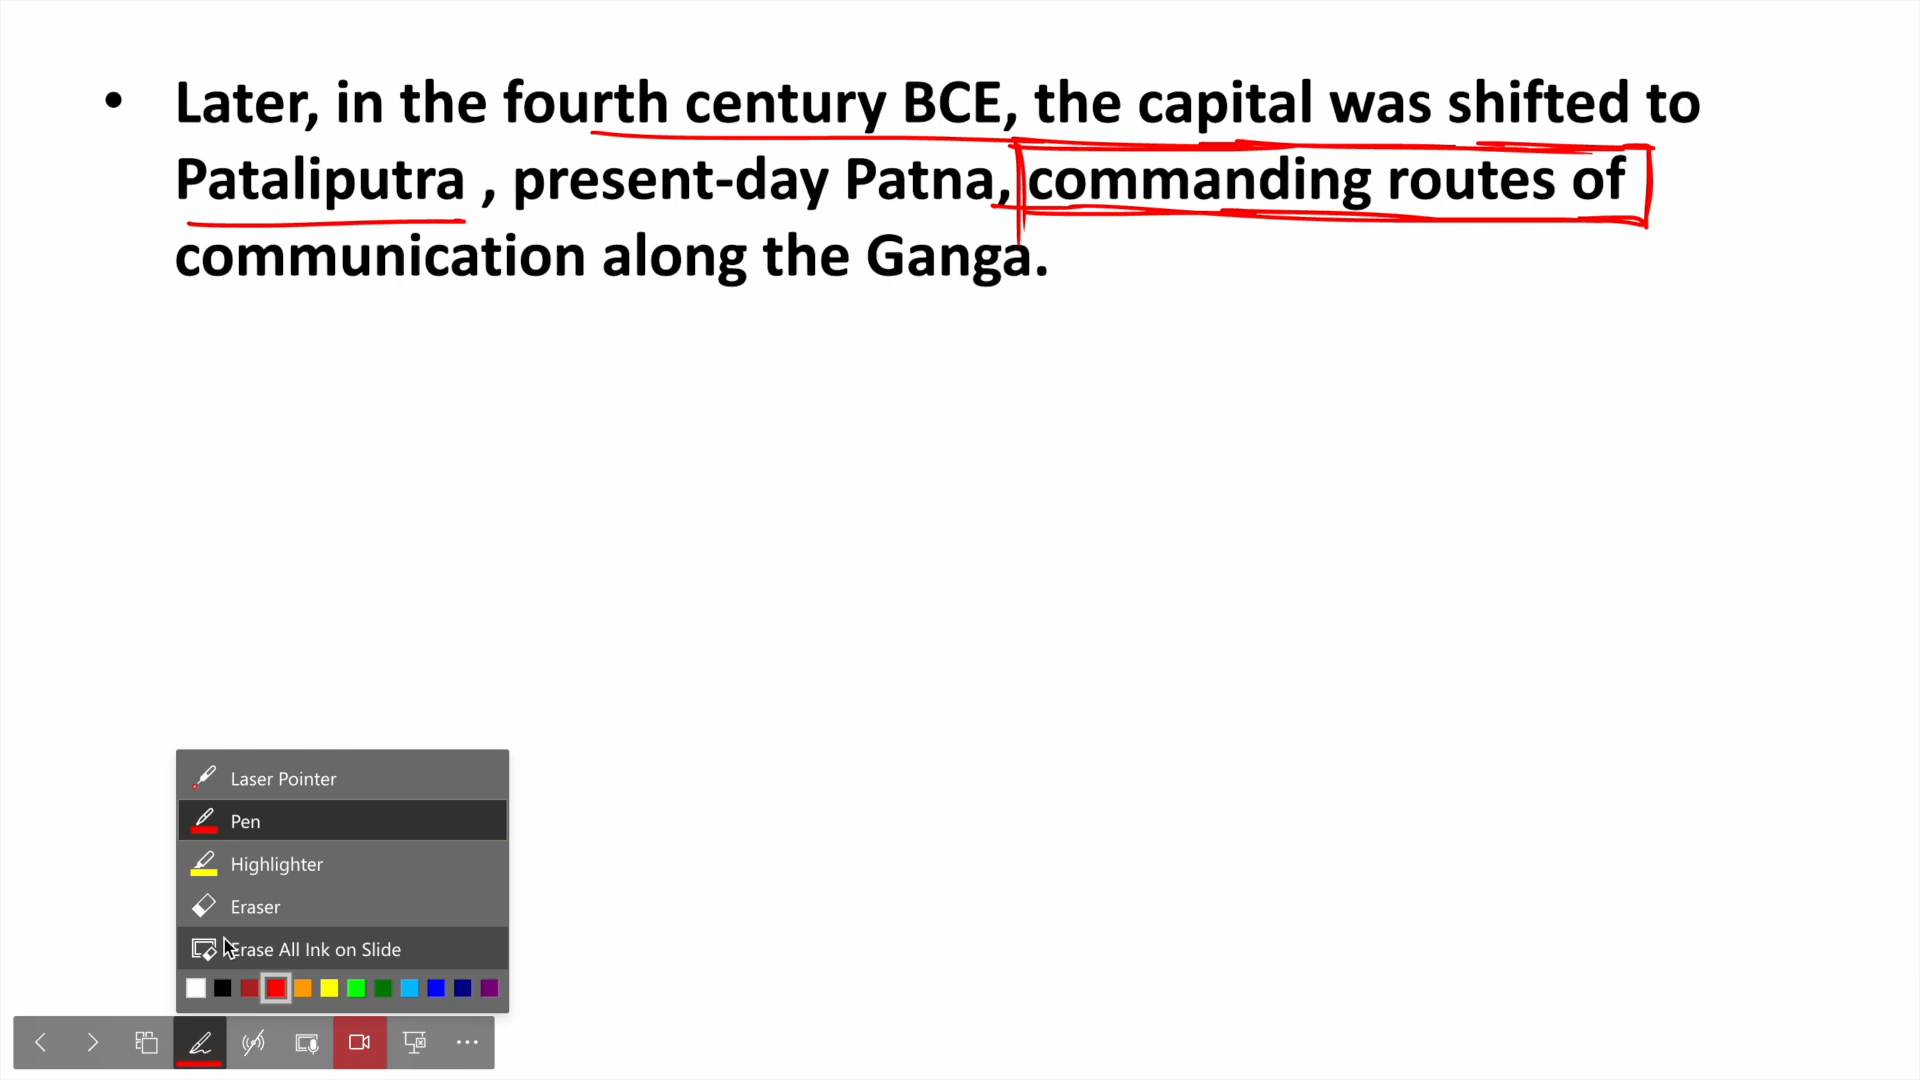 • Later, in the fourth century BCE, the capital was shifted to
Pataliputra , present-day Patna, commanding routes of
communication along the Ganga.
Laser Pointer
Pen
Highlighter
Eraser
Erase All Ink on Slide